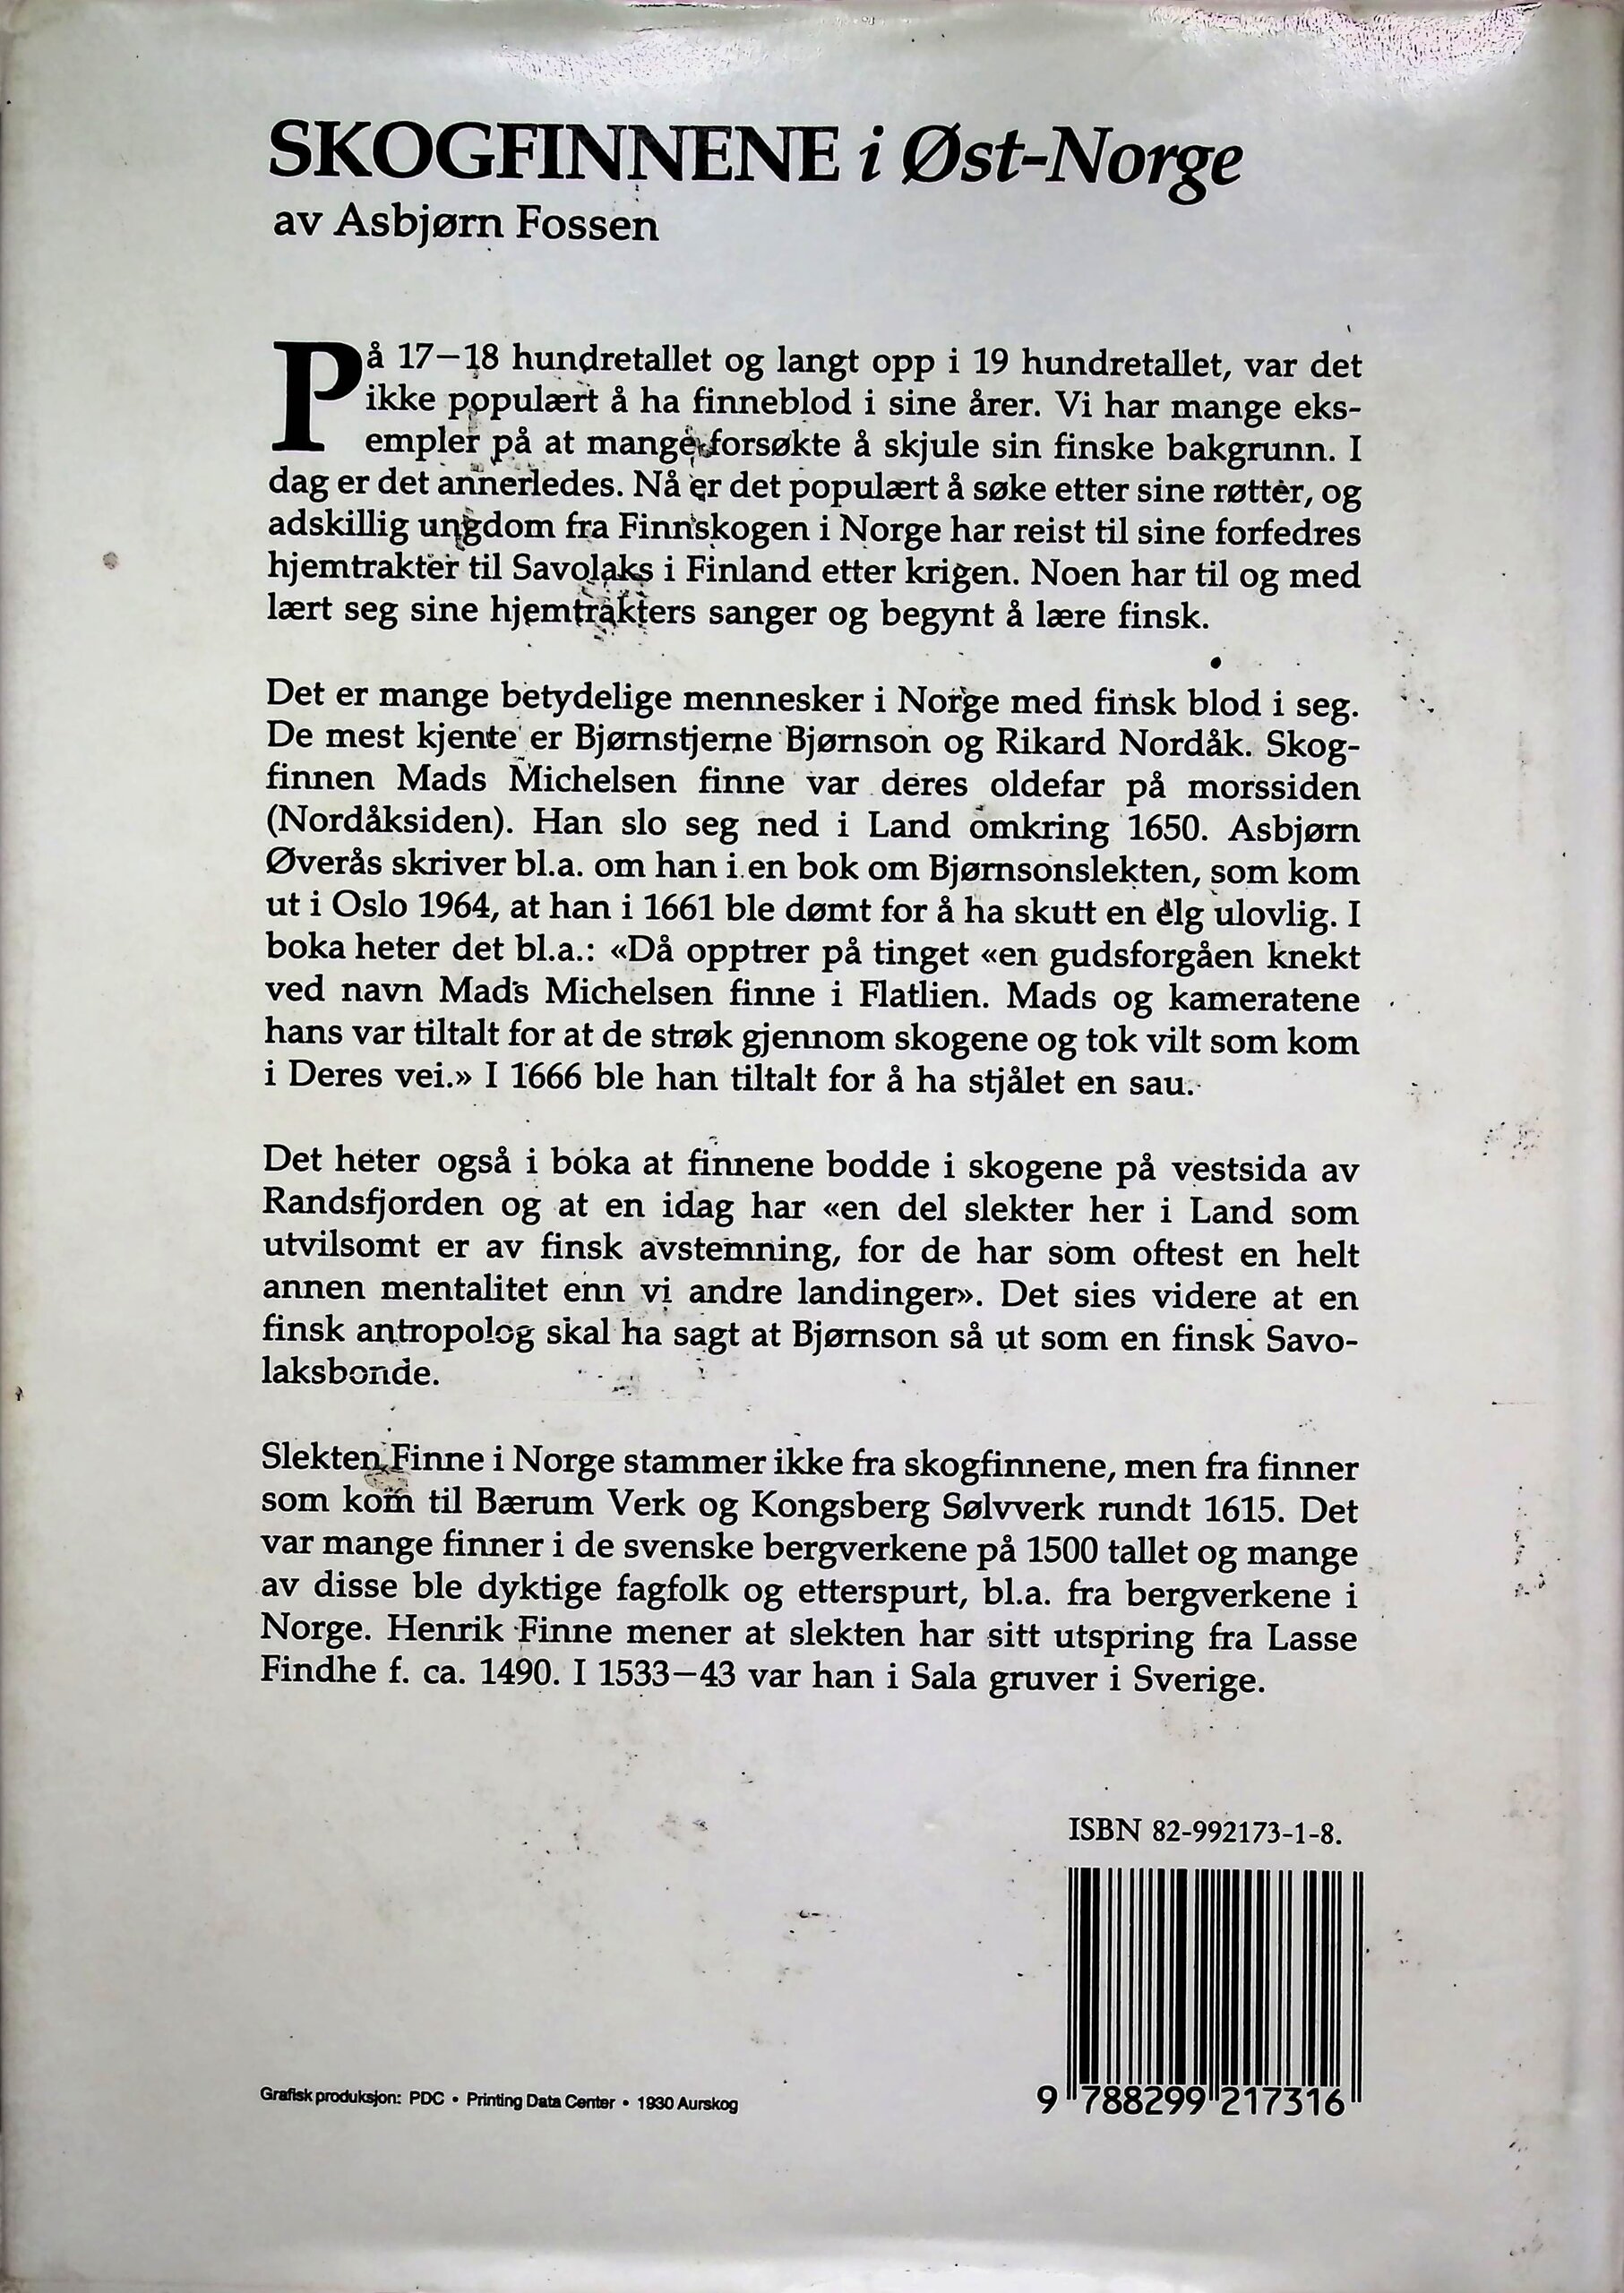 SKOGFINNENE i Øst-Norge
av Asbjørn Fossen
På 17–18 hundretallet og langt opp i 19 hundretallet, var det
ikke populært å ha finneblod i sine årer. Vi har mange eks-
empler på at mange forsøkte å skjule sin finske bakgrunn. I
dag er det annerledes. Nå er det populært å søke etter sine røtter, og
adskillig ungdom fra Finnskogen i Norge har reist til sine forfedres
hjemtrakter til Savolaks i Finland etter krigen. Noen har til og med
lært seg sine hjemtrakters sanger og begynt å lære finsk.
Det er mange betydelige mennesker i Norge med finsk blod i seg.
De mest kjente er Bjørnstjerne Bjørnson og Rikard Nordåk. Skog-
finnen Mads Michelsen finne var deres oldefar på morssiden
(Nordåksiden). Han slo seg ned i Land omkring 1650. Asbjørn
Øverås skriver bl.a. om han i en bok om Bjørnsonslekten, som kom
ut i Oslo 1964, at han i 1661 ble dømt for å ha skutt en elg ulovlig. I
boka heter det bl.a.: «Då opptrer på tinget «en gudsforgåen knekt
ved navn Mads Michelsen finne i Flatlien. Mads og kameratene
hans var tiltalt for at de strøk gjennom skogene og tok vilt som kom
i Deres vei.» I 1666 ble han tiltalt for å ha stjålet en sau.
Det heter også i boka at finnene bodde i skogene på vestsida av
Randsfjorden og at en idag har «en del slekter her i Land som
utvilsomt er av finsk avstemning, for de har som oftest en helt
annen mentalitet enn vi andre landinger». Det sies videre at en
finsk antropolog skal ha sagt at Bjørnson så ut som en finsk Savo-
laksbonde.
Slekten Finne i Norge stammer ikke fra skogfinnene, men fra finner
som kom til Bærum Verk og Kongsberg Sølvverk rundt 1615. Det
var mange finner i de svenske bergverkene på 1500 tallet og mange
av disse ble dyktige fagfolk og etterspurt, bl.a. fra bergverkene i
Norge. Henrik Finne mener at slekten har sitt utspring fra Lasse
Findhe f. ca. 1490. I 1533–43 var han i Sala gruver i Sverige.
ISBN 82-992173-1-8.
9 788299 217316
Grafisk produksjon: PDC • Printing Data Center • 1930 Aurskog